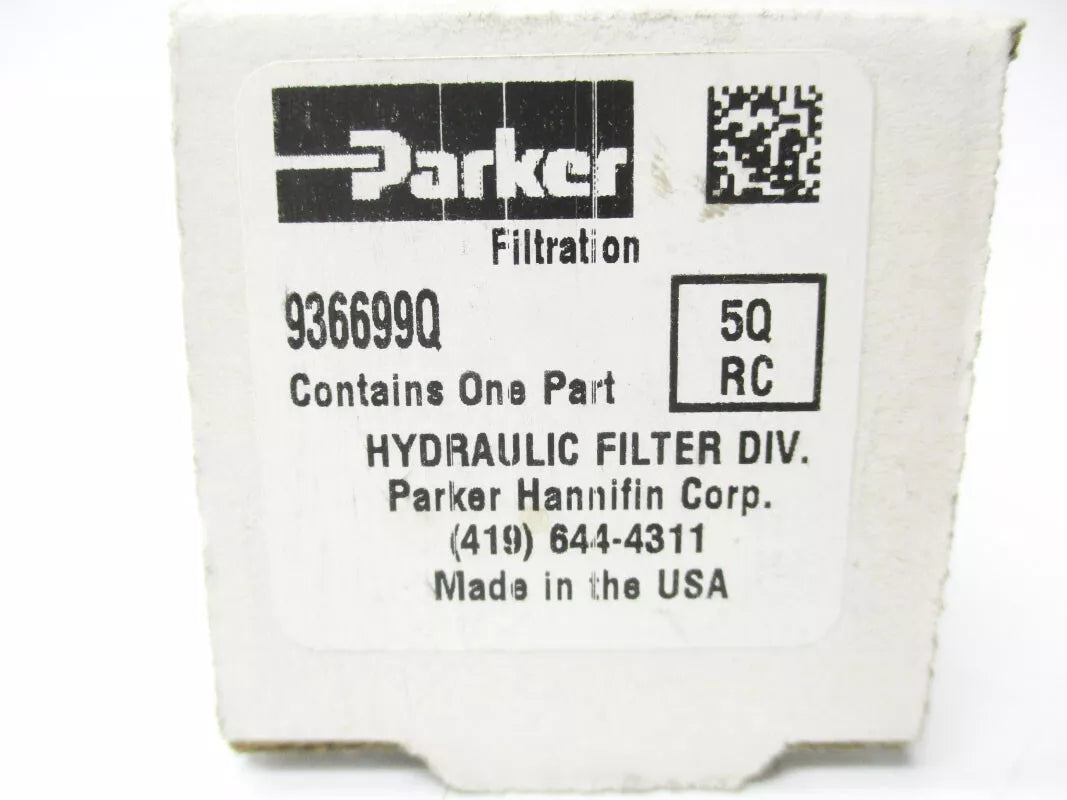 Parker
Filtration
936699Q
5Q
RC
Contains One Part
HYDRAULIC FILTER DIV.
Parker Hannifin Corp.
(419) 644-4311
Made in the USA